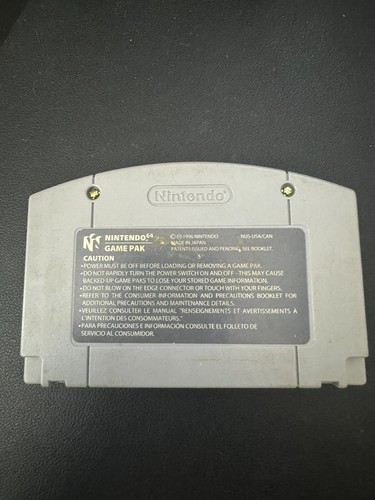 Nintendo
NINTENDO 64
GAME PAK
© 1996 NINTENDO NUS-USA/CAN
MADE IN JAPAN
PATENTS ISSUED AND PENDING, SEE BOOKLET.
CAUTION
•POWER MUST BE OFF BEFORE LOADING OR REMOVING A GAME PAK.
•DO NOT RAPIDLY TURN THE POWER SWITCH ON AND OFF - THIS MAY CAUSE
BACKED-UP GAME PAKS TO LOSE YOUR STORED GAME INFORMATION.
•DO NOT BLOW ON THE EDGE CONNECTOR OR TOUCH WITH YOUR FINGERS.
•REFER TO THE CONSUMER INFORMATION AND PRECAUTIONS BOOKLET FOR
ADDITIONAL PRECAUTIONS AND MAINTENANCE DETAILS.
•VEUILLEZ CONSULTER LE MANUAL "RENSEIGNEMENTS ET AVERTISSEMENTS A
L'INTENTION DES CONSOMMATEURS."
•PARA PRECAUCIONES E INFORMACIÓN CONSULTE EL FOLLETO DE
SERVICIO AL CONSUMIDOR.